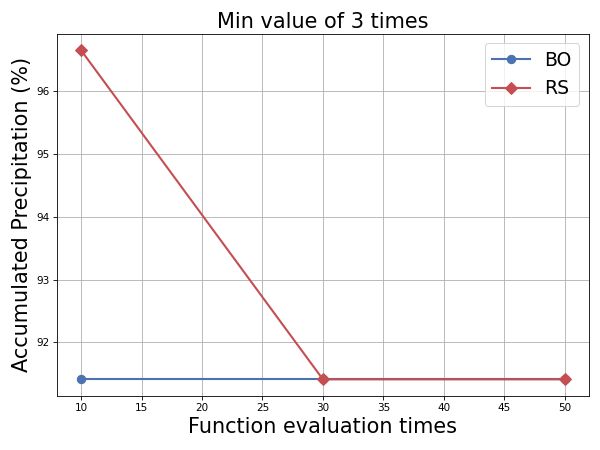 Min value of 3 times
Accumulated Precipitation (%)
96
95
94
93
92
BO
RS
10 15 20 25 30 35 40 45 50
Function evaluation times